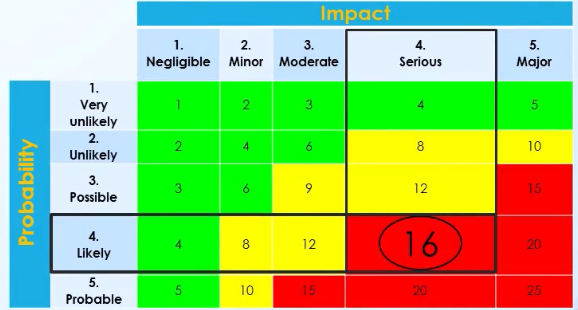 Impact
1. 2. 3. 4. 5.
Negligible Minor Moderate Serious Major
Probability
1.
Very
unlikely
1 2 3 4 5
2.
Unlikely
2 4 6 8 10
3.
Possible
3 6 9 12 15
4.
Likely
4 8 12 16 20
5.
Probable
5 10 15 20 25